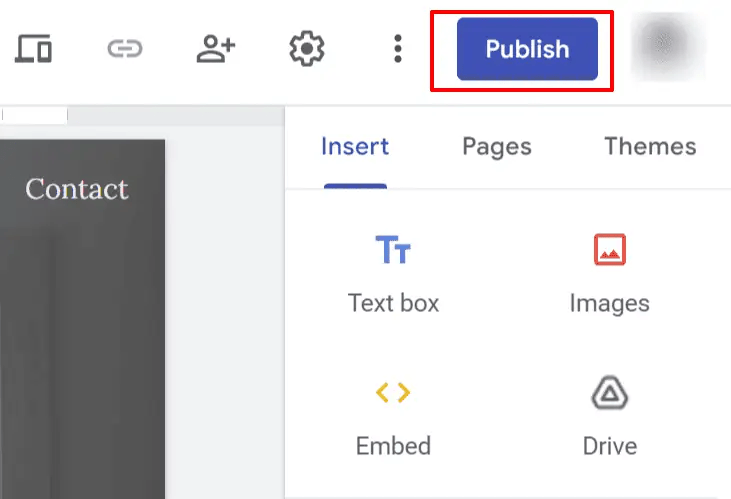 Publish
Insert Pages Themes
Contact
Text box Images
Embed Drive